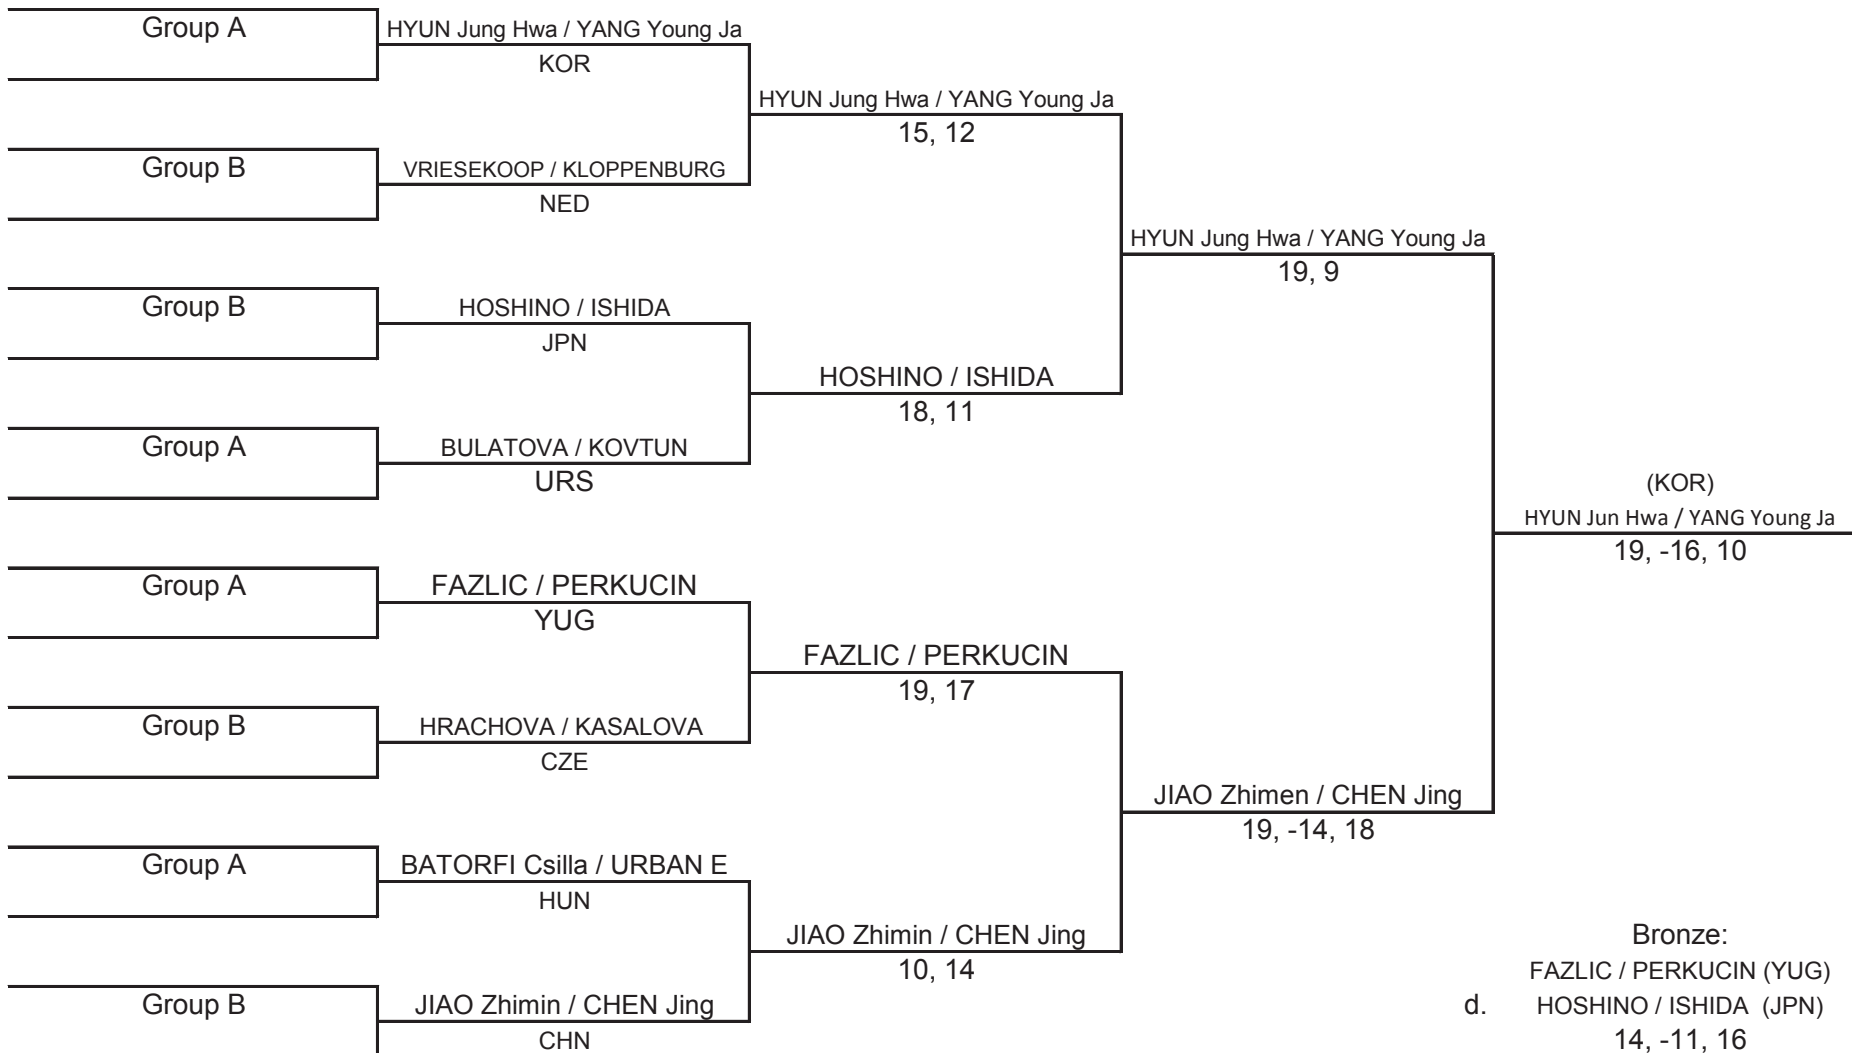 Group A
HYUN Jung Hwa / YANG Young Ja
KOR
HYUN Jung Hwa / YANG Young Ja
15, 12
Group B
VRIESEKOOP / KLOPPENBURG
NED
HYUN Jung Hwa / YANG Young Ja
19, 9
Group B
HOSHINO / ISHIDA
JPN
HOSHINO / ISHIDA
18, 11
Group A
BULATOVA / KOVTUN
URS
(KOR)
HYUN Jun Hwa / YANG Young Ja
19, -16, 10
Group A
FAZLIC / PERKUCIN
YUG
FAZLIC / PERKUCIN
19, 17
Group B
HRACHOVA / KASALOVA
CZE
JIAO Zhimen / CHEN Jing
19, -14, 18
Group A
BATORFI Csilla / URBAN E
HUN
JIAO Zhimin / CHEN Jing
10, 14
Group B
JIAO Zhimin / CHEN Jing
CHN
Bronze:
FAZLIC / PERKUCIN (YUG)
d. HOSHINO / ISHIDA (JPN)
14, -11, 16